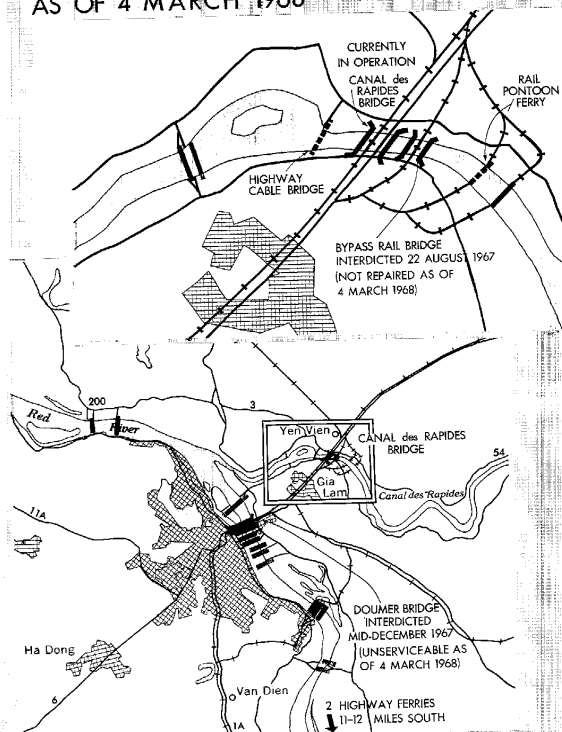 AS OF 4 MARCH 1968
CURRENTLY
IN OPERATION
CANAL des
RAPIDES
BRIDGE
RAIL
PONTOON
FERRY
HIGHWAY
CABLE BRIDGE
BYPASS RAIL BRIDGE
INTERDICTED 22 AUGUST 1967
(NOT REPAIRED AS OF
4 MARCH 1968)
200
3
Red
River
Yen Vien
CANAL des RAPIDES
BRIDGE
54
Gia
Lam
Canal des Rapides
11A
DOUMER BRIDGE
INTERDICTED
MID-DECEMBER 1967
(UNSERVICEABLE AS
OF 4 MARCH 1968)
Ha Dong
Van Dien
6
2 HIGHWAY FERRIES
11-12 MILES SOUTH
1A